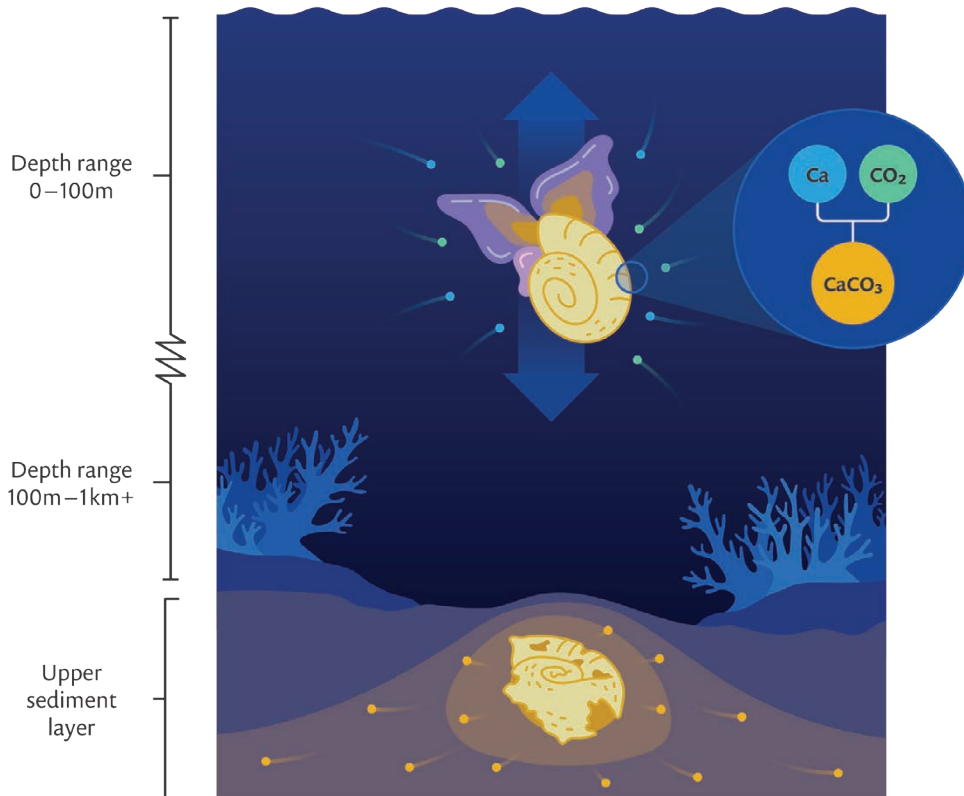 Depth range
0–100m
Ca
CO₂
CaCO₃
Depth range
100m–1km+
Upper
sediment
layer